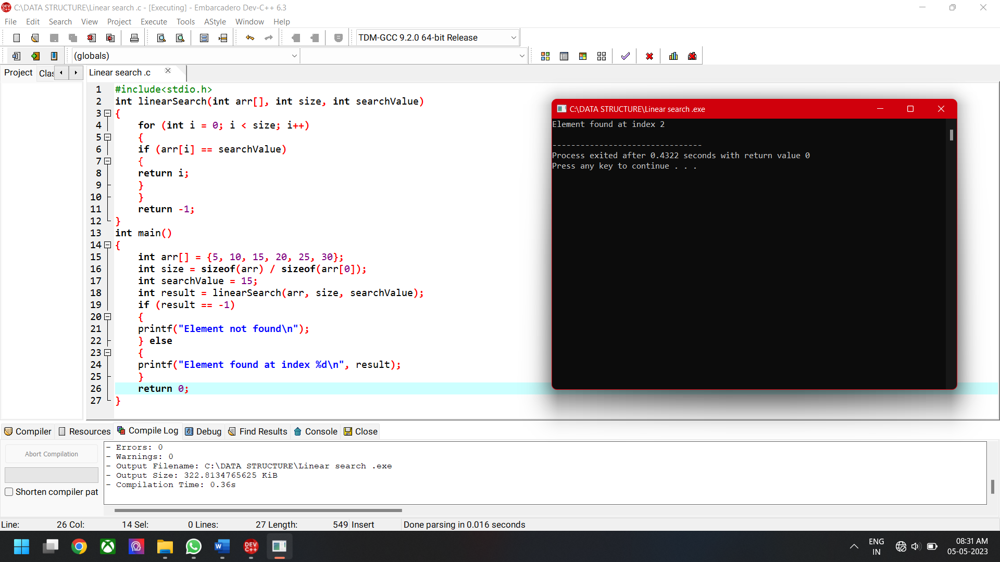 C:\DATA STRUCTURE\Linear search .c - [Executing] - Embarcadero Dev-C++ 6.3
File Edit Search View Project Execute Tools AStyle Window Help
TDM-GCC 9.2.0 64-bit Release
(globals)
Project Clas Linear search .c
1 #include<stdio.h>
2 int linearSearch(int arr[], int size, int searchValue)
3 {
4 for (int i = 0; i < size; i++)
5 {
6 if (arr[i] == searchValue)
7 {
8 return i;
9 }
10 }
11 return -1;
12 }
13 int main()
14 {
15 int arr[] = {5, 10, 15, 20, 25, 30};
16 int size = sizeof(arr) / sizeof(arr[0]);
17 int searchValue = 15;
18 int result = linearSearch(arr, size, searchValue);
19 if (result == -1)
20 {
21 printf("Element not found\n");
22 } else
23 {
24 printf("Element found at index %d\n", result);
25 }
26 return 0;
27 }
C:\DATA STRUCTURE\Linear search .exe
Element found at index 2
--------------------------------
Process exited after 0.4322 seconds with return value 0
Press any key to continue . . .
Compiler Resources Compile Log Debug Find Results Console Close
Abort Compilation
Shorten compiler pat
- Errors: 0
- Warnings: 0
- Output Filename: C:\DATA STRUCTURE\Linear search .exe
- Output Size: 322.8134765625 KiB
- Compilation Time: 0.36s
Line: 26 Col: 14 Sel: 0 Lines: 27 Length: 549 Insert Done parsing in 0.016 seconds
DEV
C++
W
ENG
IN
08:31 AM
05-05-2023